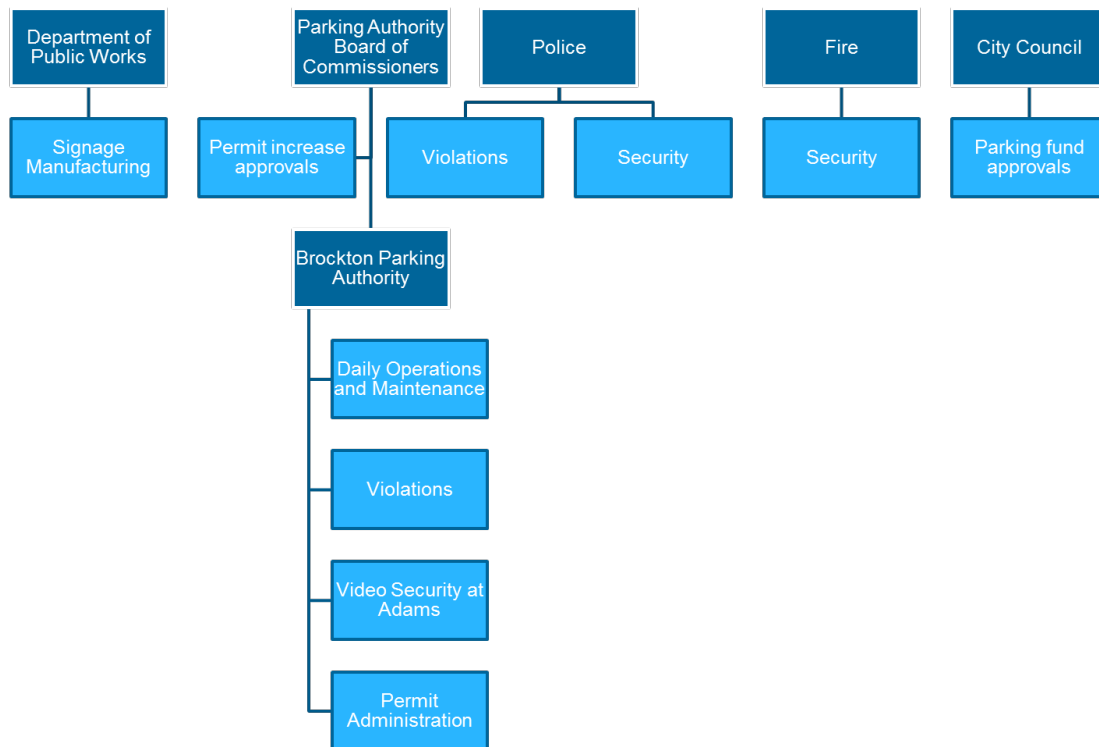 Department of
Public Works
Parking Authority
Board of
Commissioners
Police
Fire
City Council
Signage
Manufacturing
Permit increase
approvals
Violations
Security
Security
Parking fund
approvals
Brockton Parking
Authority
Daily Operations
and Maintenance
Violations
Video Security at
Adams
Permit
Administration